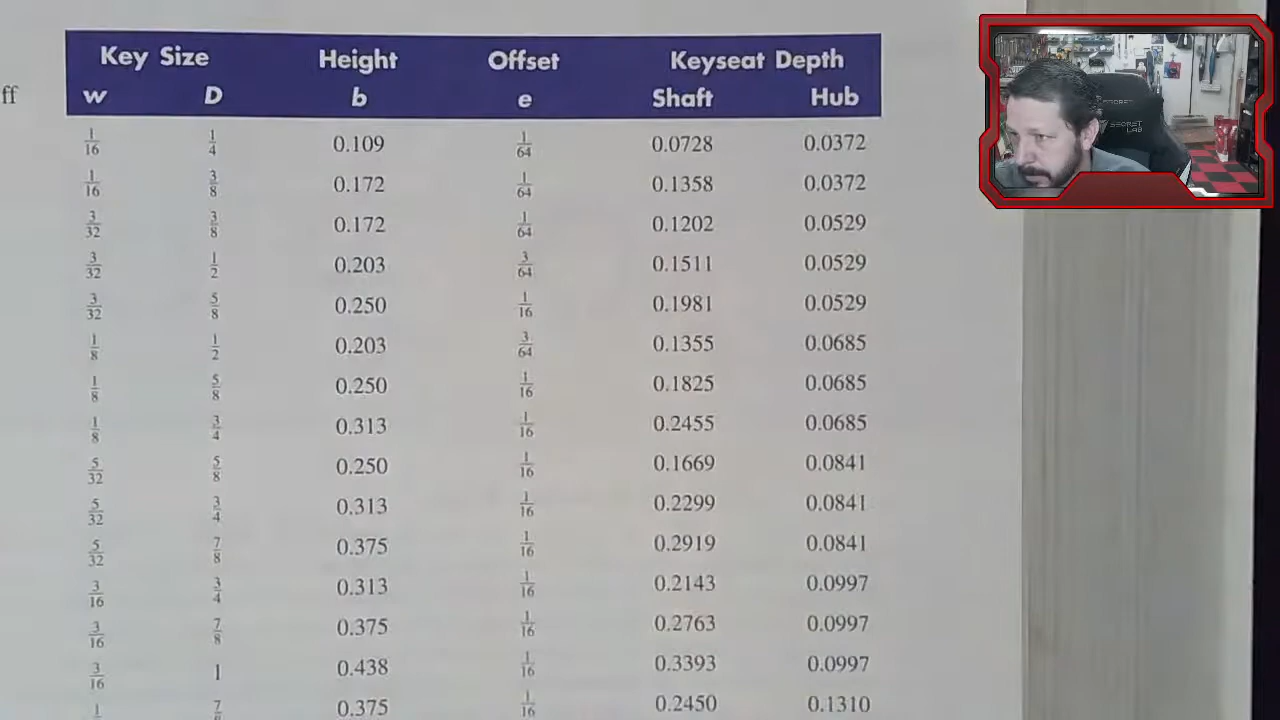 ff
Key Size Height Offset Keyseat Depth
w D b e Shaft Hub
1/16 1/4 0.109 1/64 0.0728 0.0372
1/16 3/8 0.172 1/64 0.1358 0.0372
3/32 3/8 0.172 1/64 0.1202 0.0529
3/32 1/2 0.203 3/64 0.1511 0.0529
3/32 5/8 0.250 1/16 0.1981 0.0529
1/8 1/2 0.203 3/64 0.1355 0.0685
1/8 5/8 0.250 1/16 0.1825 0.0685
1/8 3/4 0.313 1/16 0.2455 0.0685
5/32 5/8 0.250 1/16 0.1669 0.0841
5/32 3/4 0.313 1/16 0.2299 0.0841
5/32 7/8 0.375 1/16 0.2919 0.0841
3/16 3/4 0.313 1/16 0.2143 0.0997
3/16 7/8 0.375 1/16 0.2763 0.0997
3/16 1 0.438 1/16 0.3393 0.0997
7/8 0.375 1/16 0.2450 0.1310
SECRET LAB